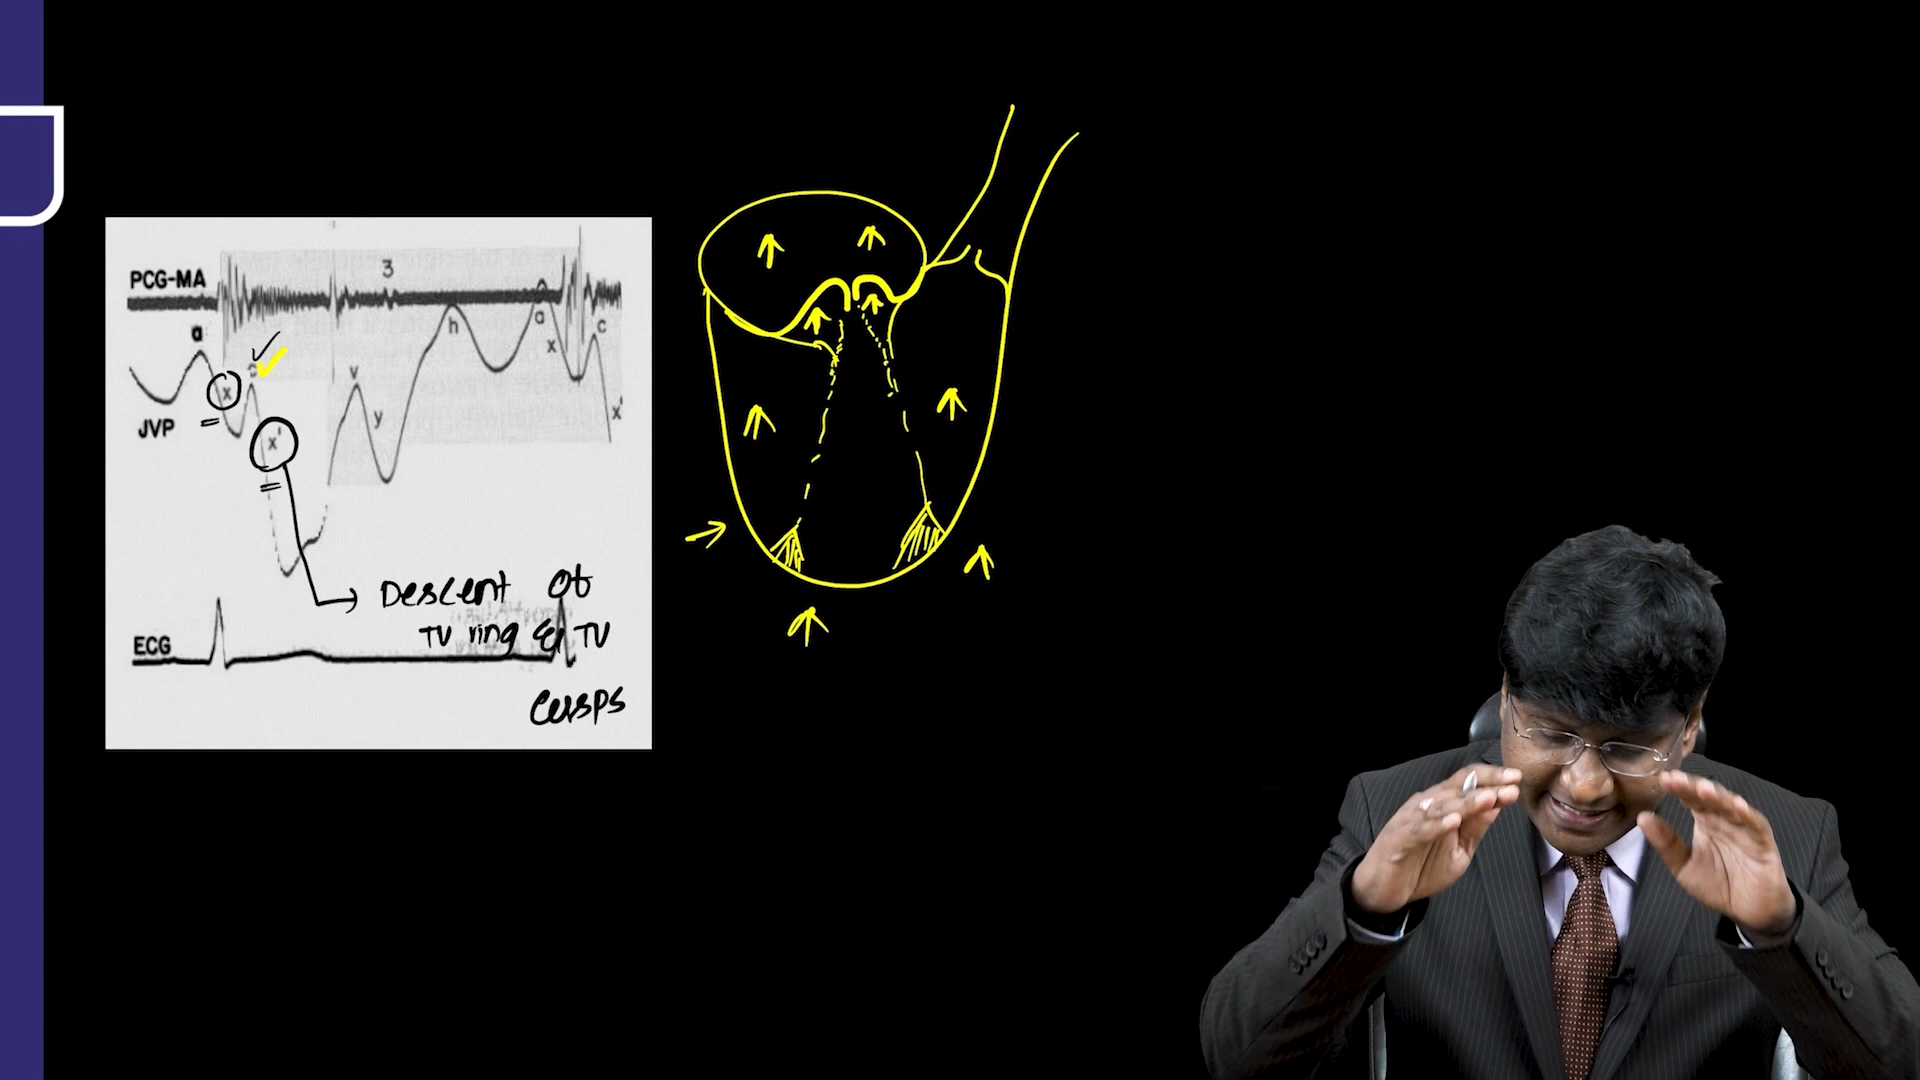 PCG-MA
3
a
h
a
c
x
x
c
v
y
x'
x'
JVP
Descent of
TV ring & TV
Cusps
ECG